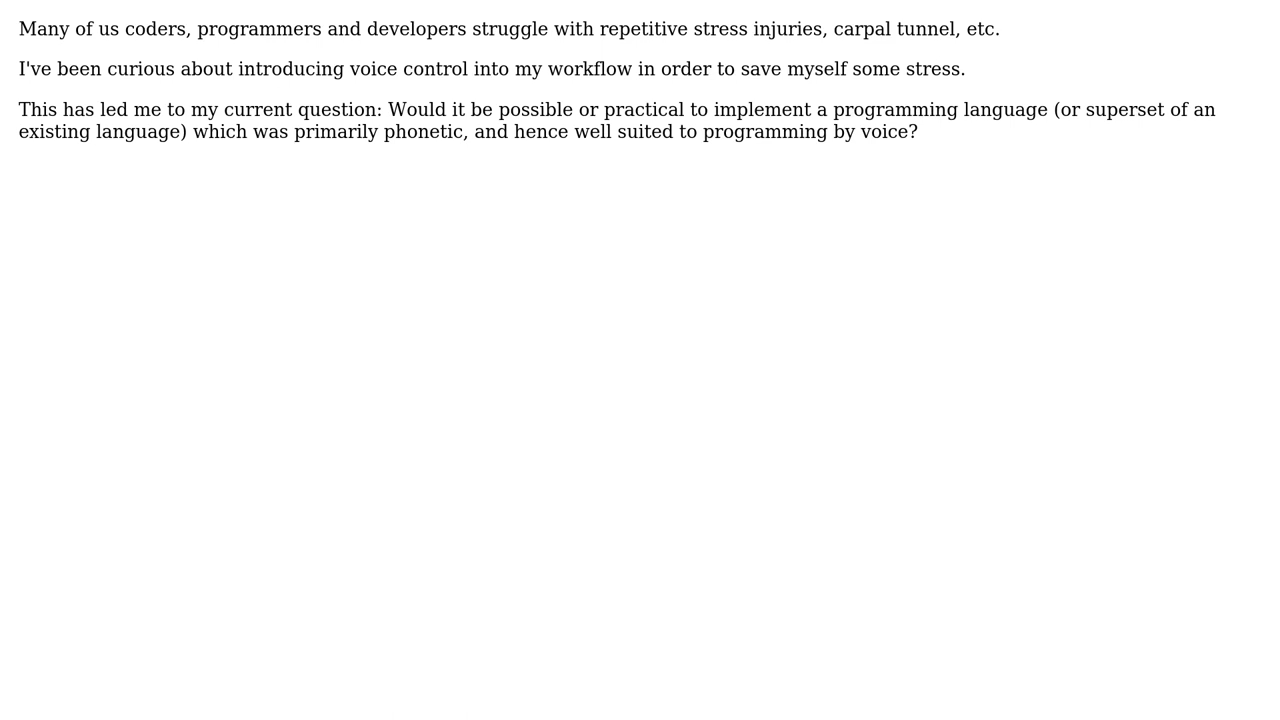 Many of us coders, programmers and developers struggle with repetitive stress injuries, carpal tunnel, etc.
I've been curious about introducing voice control into my workflow in order to save myself some stress.
This has led me to my current question: Would it be possible or practical to implement a programming language (or superset of an
existing language) which was primarily phonetic, and hence well suited to programming by voice?